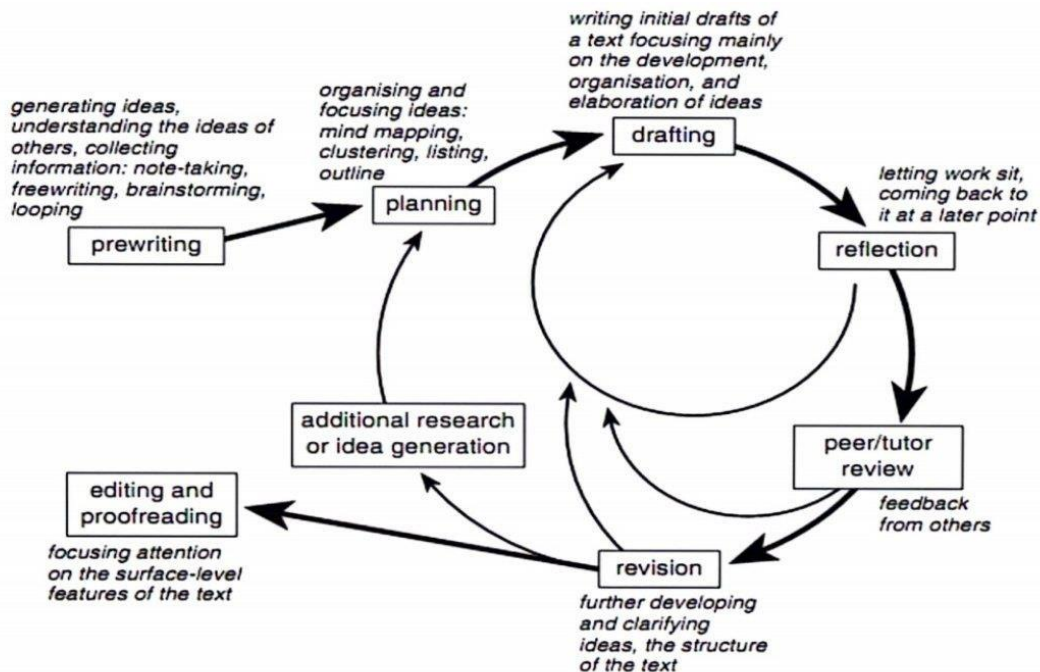 writing initial drafts of
a text focusing mainly
on the development,
organisation, and
elaboration of ideas
drafting
organising and
focusing ideas:
mind mapping,
clustering, listing,
outline
planning
generating ideas,
understanding the ideas of
others, collecting
information: note-taking,
freewriting, brainstorming,
looping
prewriting
letting work sit,
coming back to
it at a later point
reflection
peer/tutor
review
feedback
from others
additional research
or idea generation
revision
further developing
and clarifying
ideas, the structure
of the text
editing and
proofreading
focusing attention
on the surface-level
features of the text